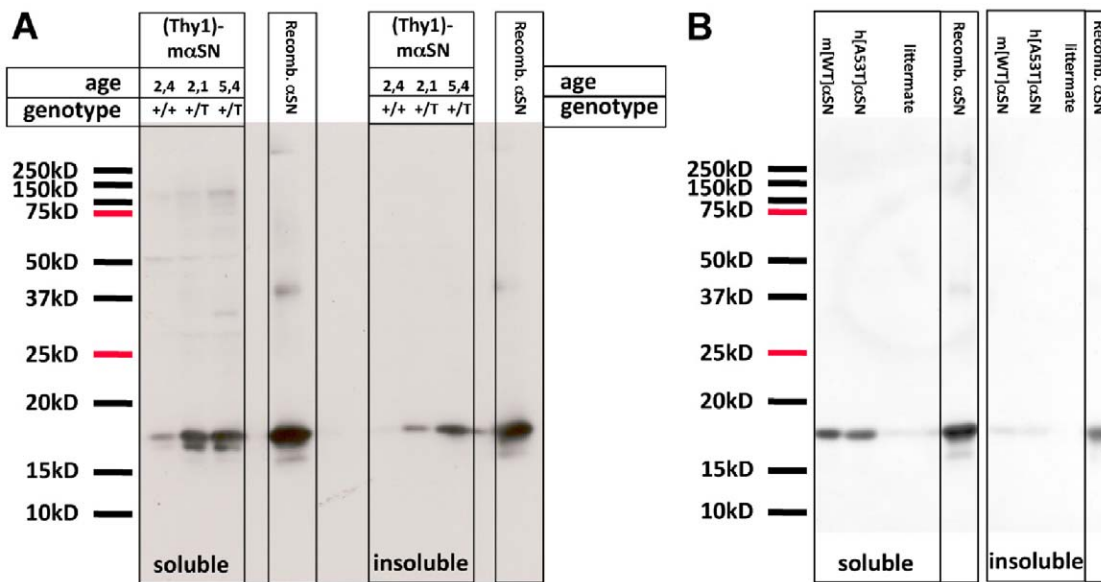 A
(Thy1)-
mαSN
Recomb. αSN
(Thy1)-
mαSN
Recomb. αSN
age
2,4 2,1 5,4
2,4 2,1 5,4
age
genotype
+/+ +/T +/T
+/+ +/T +/T
genotype
250kD
150kD
75kD
50kD
37kD
25kD
20kD
15kD
10kD
soluble
insoluble
B
m[WT]αSN
h[A53T]αSN
littermate
Recomb. αSN
m[WT]αSN
h[A53T]αSN
littermate
Recomb. αSN
250kD
150kD
75kD
50kD
37kD
25kD
20kD
15kD
10kD
soluble
insoluble